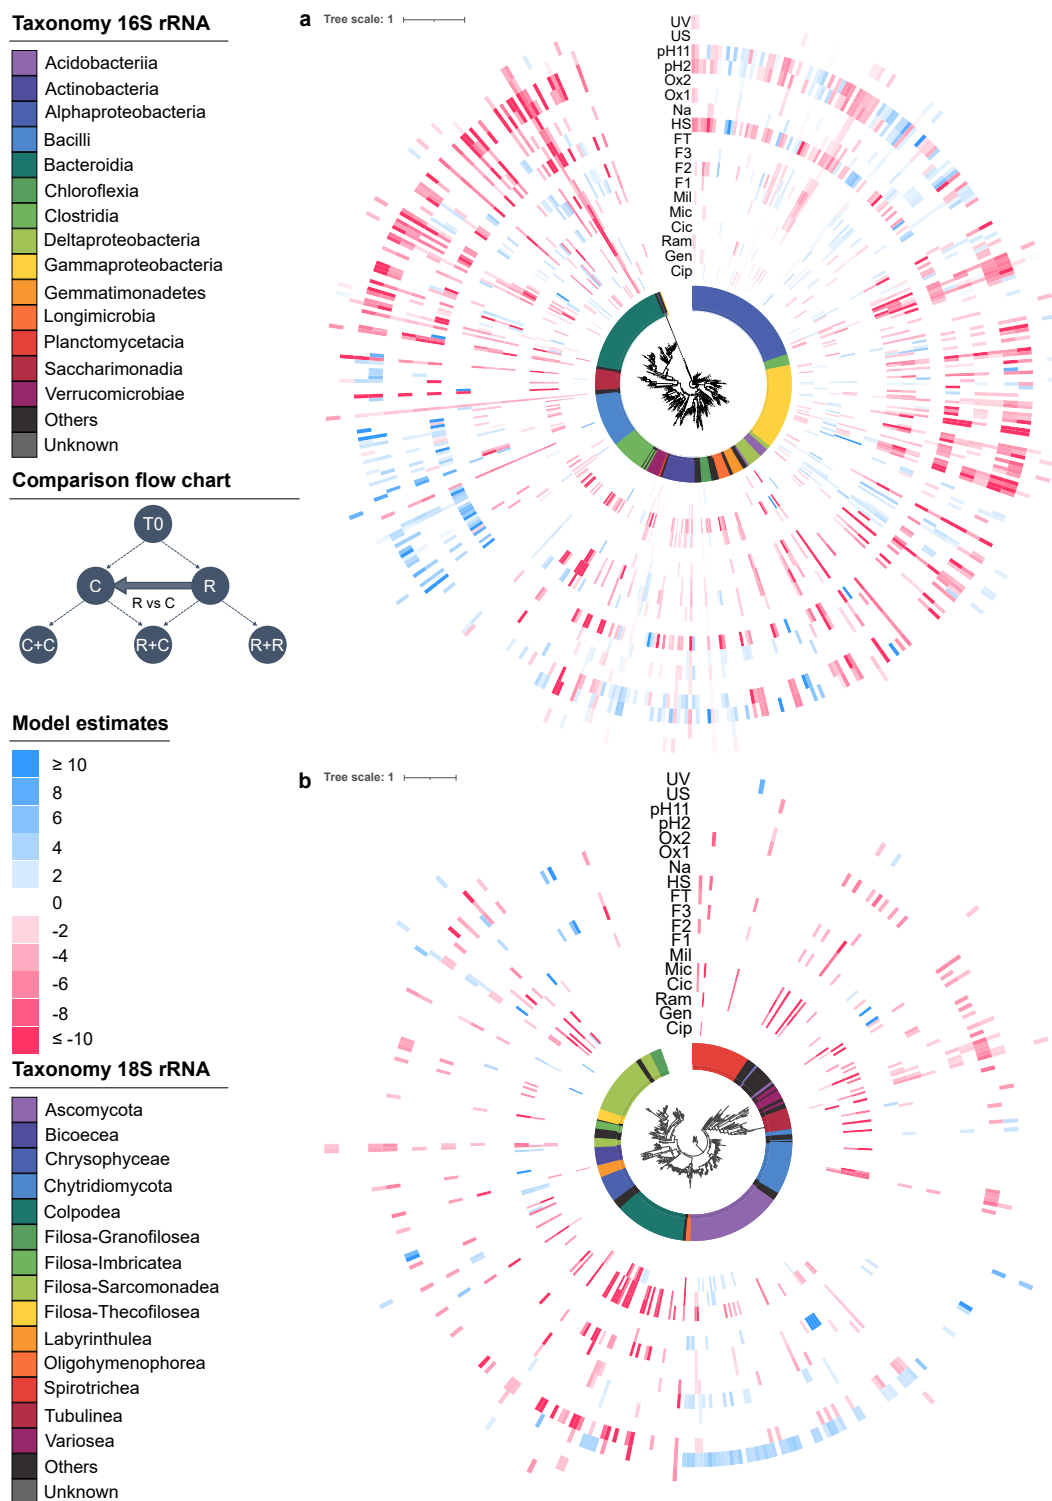 Taxonomy 16S rRNA
Acidobacteriia
Actinobacteria
Alphaproteobacteria
Bacilli
Bacteroidia
Chloroflexia
Clostridia
Deltaproteobacteria
Gammaproteobacteria
Gemmatimonadetes
Longimicrobia
Planctomycetacia
Saccharimonadia
Verrucomicrobiae
Others
Unknown
Comparison flow chart
T0
C
R
R vs C
C+C
R+C
R+R
Model estimates
≥ 10
8
6
4
2
0
-2
-4
-6
-8
≤ -10
Taxonomy 18S rRNA
Ascomycota
Bicoecea
Chrysophyceae
Chytridiomycota
Colpodea
Filosa-Granofilosea
Filosa-Imbricatea
Filosa-Sarcomonadea
Filosa-Thecofilosea
Labyrinthulea
Oligohymenophorea
Spirotrichea
Tubulinea
Variosea
Others
Unknown
a
Tree scale: 1
UV
US
pH11
pH2
Ox2
Ox1
Na
HS
FT
F3
F2
F1
Mil
Mic
Cic
Ram
Gen
Cip
b
Tree scale: 1
UV
US
pH11
pH2
Ox2
Ox1
Na
HS
FT
F3
F2
F1
Mil
Mic
Cic
Ram
Gen
Cip